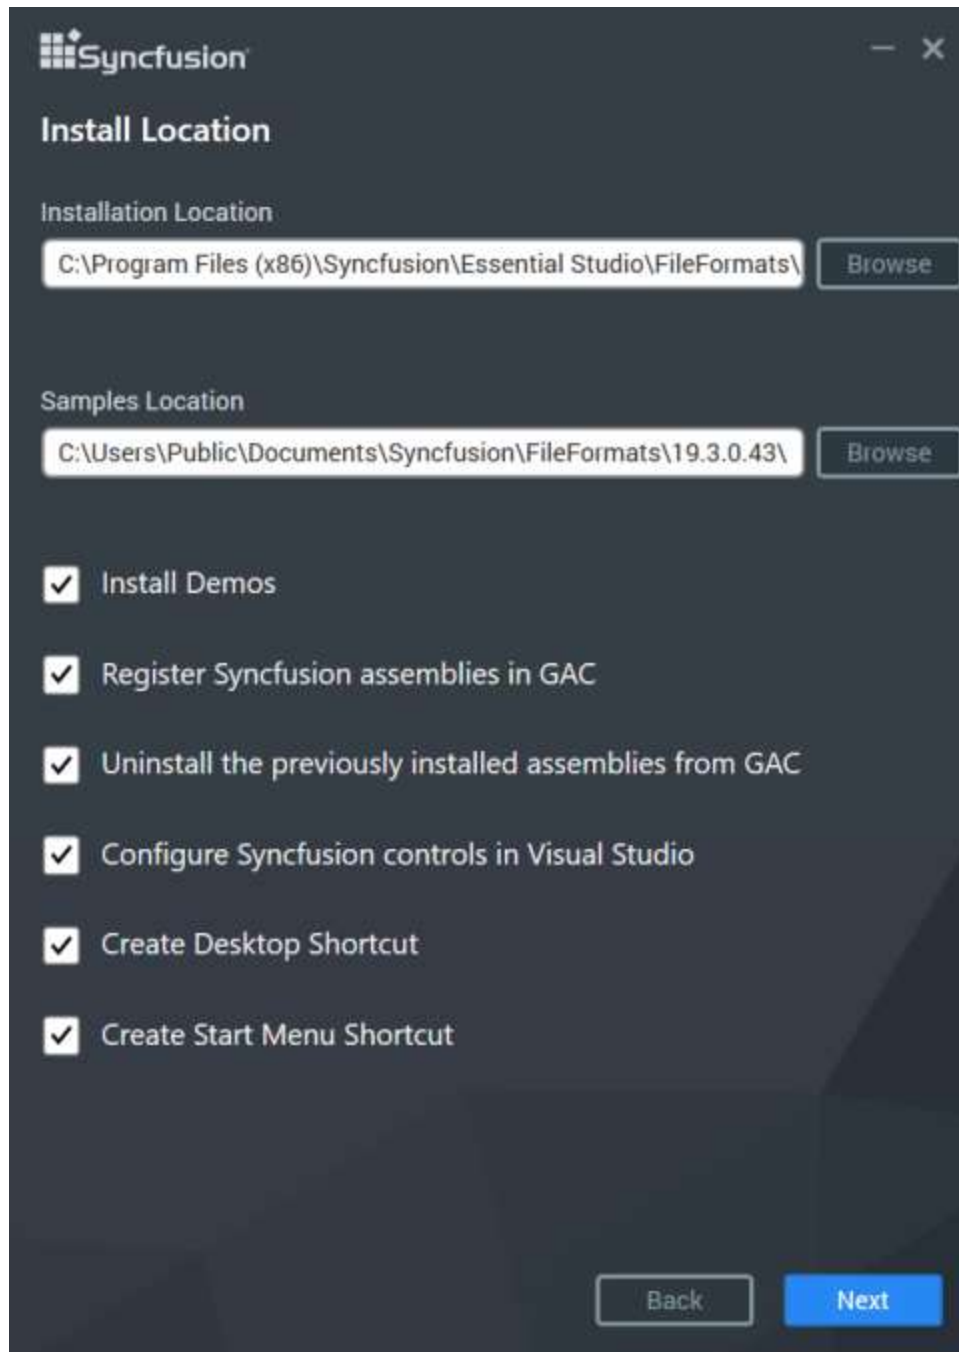 Syncfusion
Install Location
Installation Location
C:\Program Files (x86)\Syncfusion\Essential Studio\FileFormats\ Browse
Samples Location
C:\Users\Public\Documents\Syncfusion\FileFormats\19.3.0.43\ Browse
Install Demos
Register Syncfusion assemblies in GAC
Uninstall the previously installed assemblies from GAC
Configure Syncfusion controls in Visual Studio
Create Desktop Shortcut
Create Start Menu Shortcut
Back Next